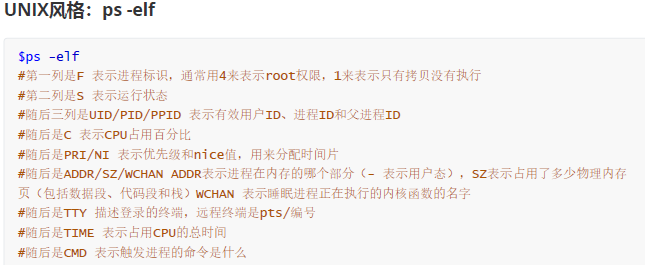 UNIX风格：ps -elf
$ps -elf
#第一列是F 表示进程标识，通常用4来表示root权限，1来表示只有拷贝没有执行
#第二列是S 表示运行状态
#随后三列是UID/PID/PPID 表示有效用户ID、进程ID和父进程ID
#随后是C 表示CPU占用百分比
#随后是PRI/NI 表示优先级和nice值，用来分配时间片
#随后是ADDR/SZ/WCHAN ADDR表示进程在内存的哪个部分（- 表示用户态），SZ表示占用了多少物理内存
页（包括数据段、代码段和栈）WCHAN 表示睡眠进程正在执行的内核函数的名字
#随后是TTY 描述登录的终端，远程终端是pts/编号
#随后是TIME 表示占用CPU的总时间
#随后是CMD 表示触发进程的命令是什么